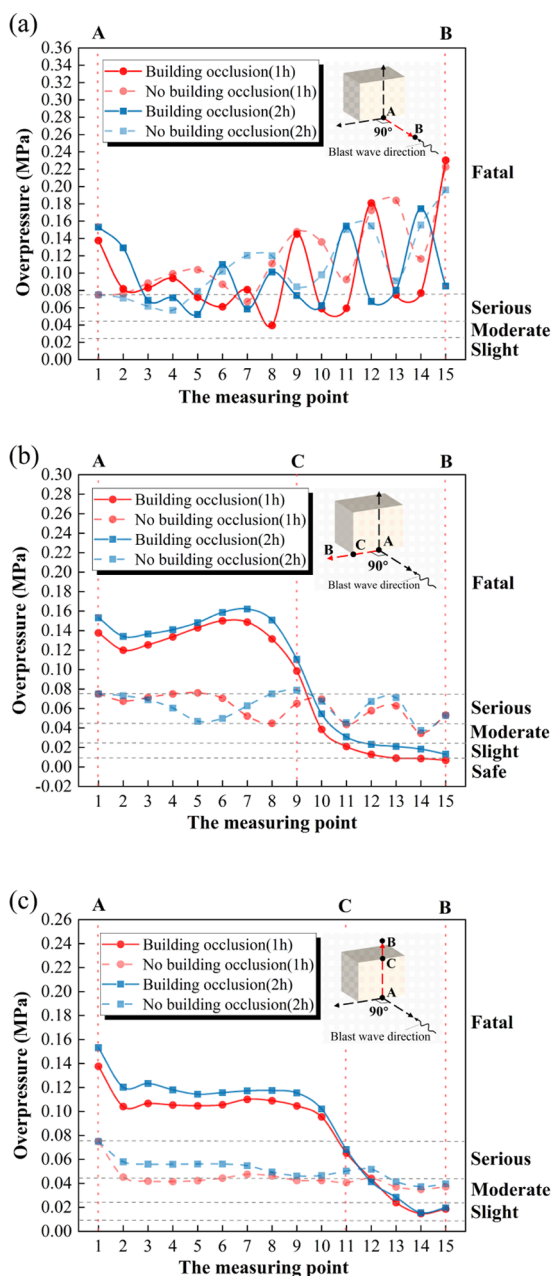 (a)
A B
0.36
0.34
0.32
0.30
0.28
0.26
0.24
0.22
0.20
0.18
0.16
0.14
0.12
0.10
0.08
0.06
0.04
0.02
0.00
Overpressure (MPa)
Building occlusion(1h)
No building occlusion(1h)
Building occlusion(2h)
No building occlusion(2h)
A
B
90°
Blast wave direction
Fatal
Serious
Moderate
Slight
1 2 3 4 5 6 7 8 9 10 11 12 13 14 15
The measuring point
(b)
A C B
0.30
0.28
0.26
0.24
0.22
0.20
0.18
0.16
0.14
0.12
0.10
0.08
0.06
0.04
0.02
0.00
-0.02
Overpressure (MPa)
Building occlusion(1h)
No building occlusion(1h)
Building occlusion(2h)
No building occlusion(2h)
B C A
90°
Blast wave direction
Fatal
Serious
Moderate
Slight
Safe
1 2 3 4 5 6 7 8 9 10 11 12 13 14 15
The measuring point
(c)
A C B
0.26
0.24
0.22
0.20
0.18
0.16
0.14
0.12
0.10
0.08
0.06
0.04
0.02
0.00
Overpressure (MPa)
Building occlusion(1h)
No building occlusion(1h)
Building occlusion(2h)
No building occlusion(2h)
B
C
A
90°
Blast wave direction
Fatal
Serious
Moderate
Slight
1 2 3 4 5 6 7 8 9 10 11 12 13 14 15
The measuring point